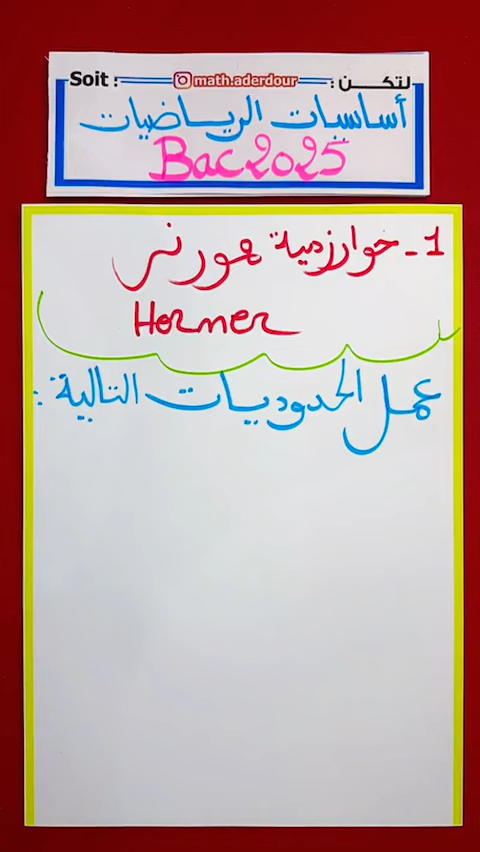 Soit : math.aderdour لتكن :
أساسيات الرياضيات
Bac2025
1- خوارزمية هورنر
Horner
عمل الحدوديات التالية :